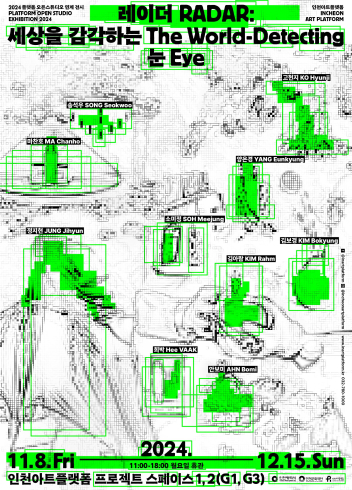 2024 플랫폼 오픈스튜디오 연계 전시
PLATFORM OPEN STUDIO
EXHIBITION 2024
인천아트플랫폼
INCHEON
ART PLATFORM
레이더 RADAR:
세상을 감각하는 The World-Detecting
눈 Eye
고현지 KO Hyunji
송석우 SONG Seokwoo
마찬호 MA Chanho
양은경 YANG Eunkyung
소미정 SOH Meejung
정지현 JUNG Jihyun
김보경 KIM Bokyung
김아람 KIM Rahm
희박 Hee VAAK
안보미 AHN Bomi
2024.
11.8.Fri
11:00-18:00 월요일 휴관
12.15.Sun
인천아트플랫폼 프로젝트 스페이스1,2(G1, G3)